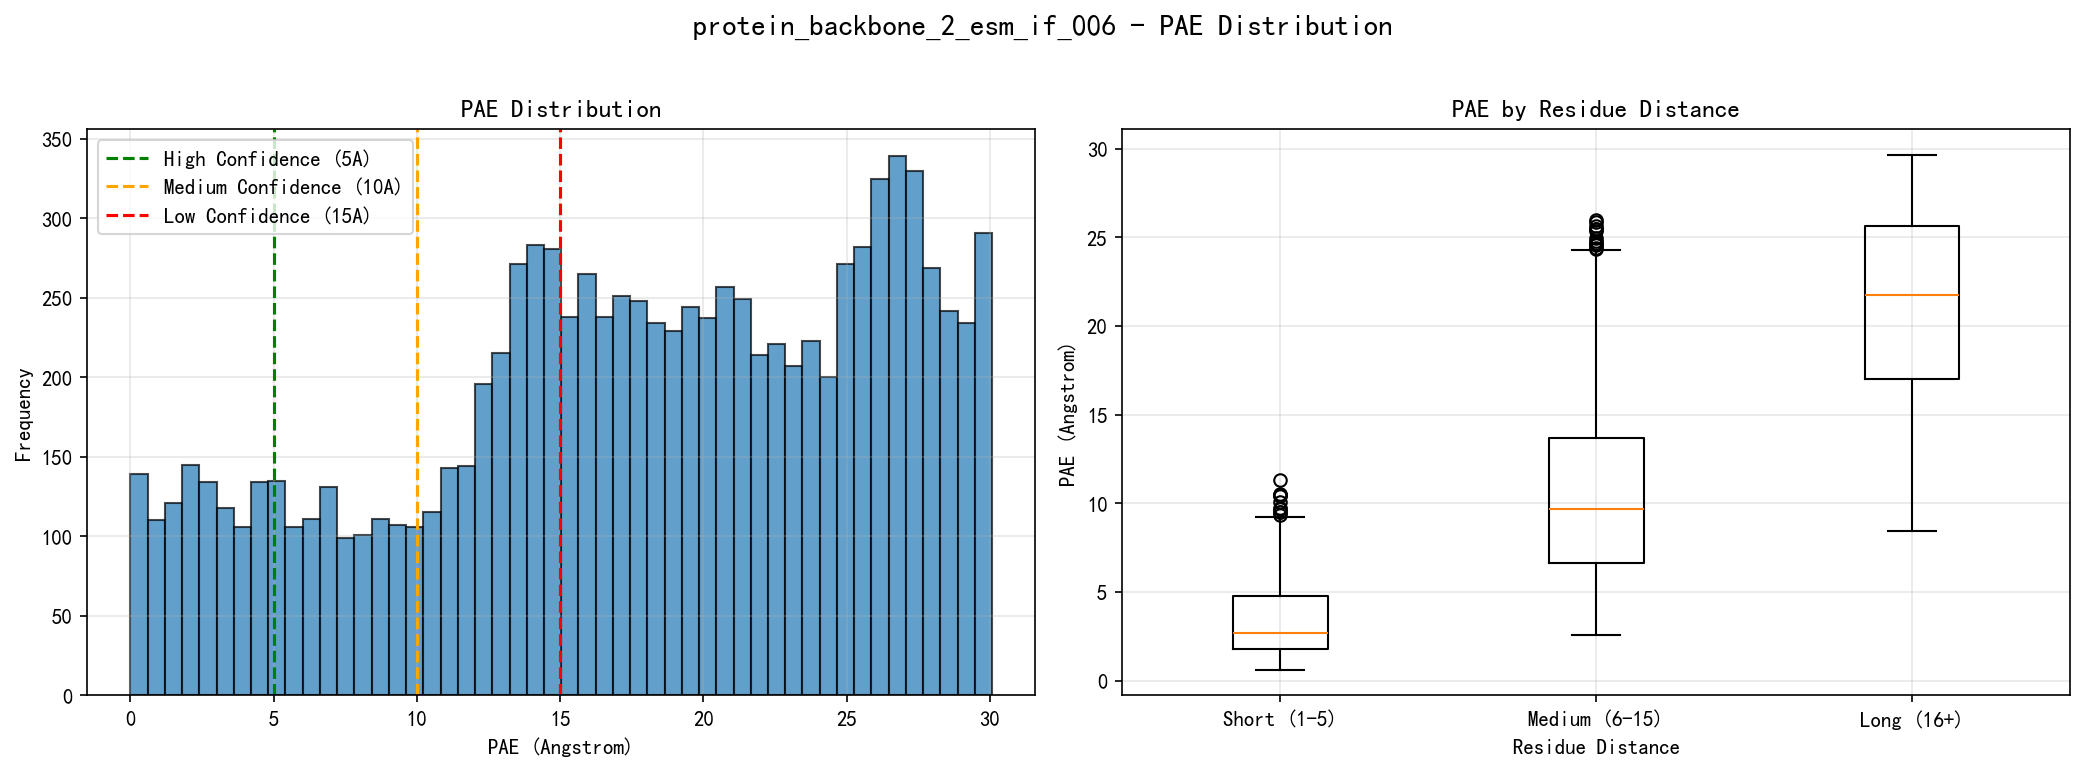 protein_backbone_2_esm_if_006 - PAE Distribution
PAE Distribution
350
300
250
200
150
100
50
0
Frequency
High Confidence (5A)
Medium Confidence (10A)
Low Confidence (15A)
0 5 10 15 20 25 30
PAE (Angstrom)
PAE by Residue Distance
30
25
20
15
10
5
0
PAE (Angstrom)
Short (1-5) Medium (6-15) Long (16+)
Residue Distance